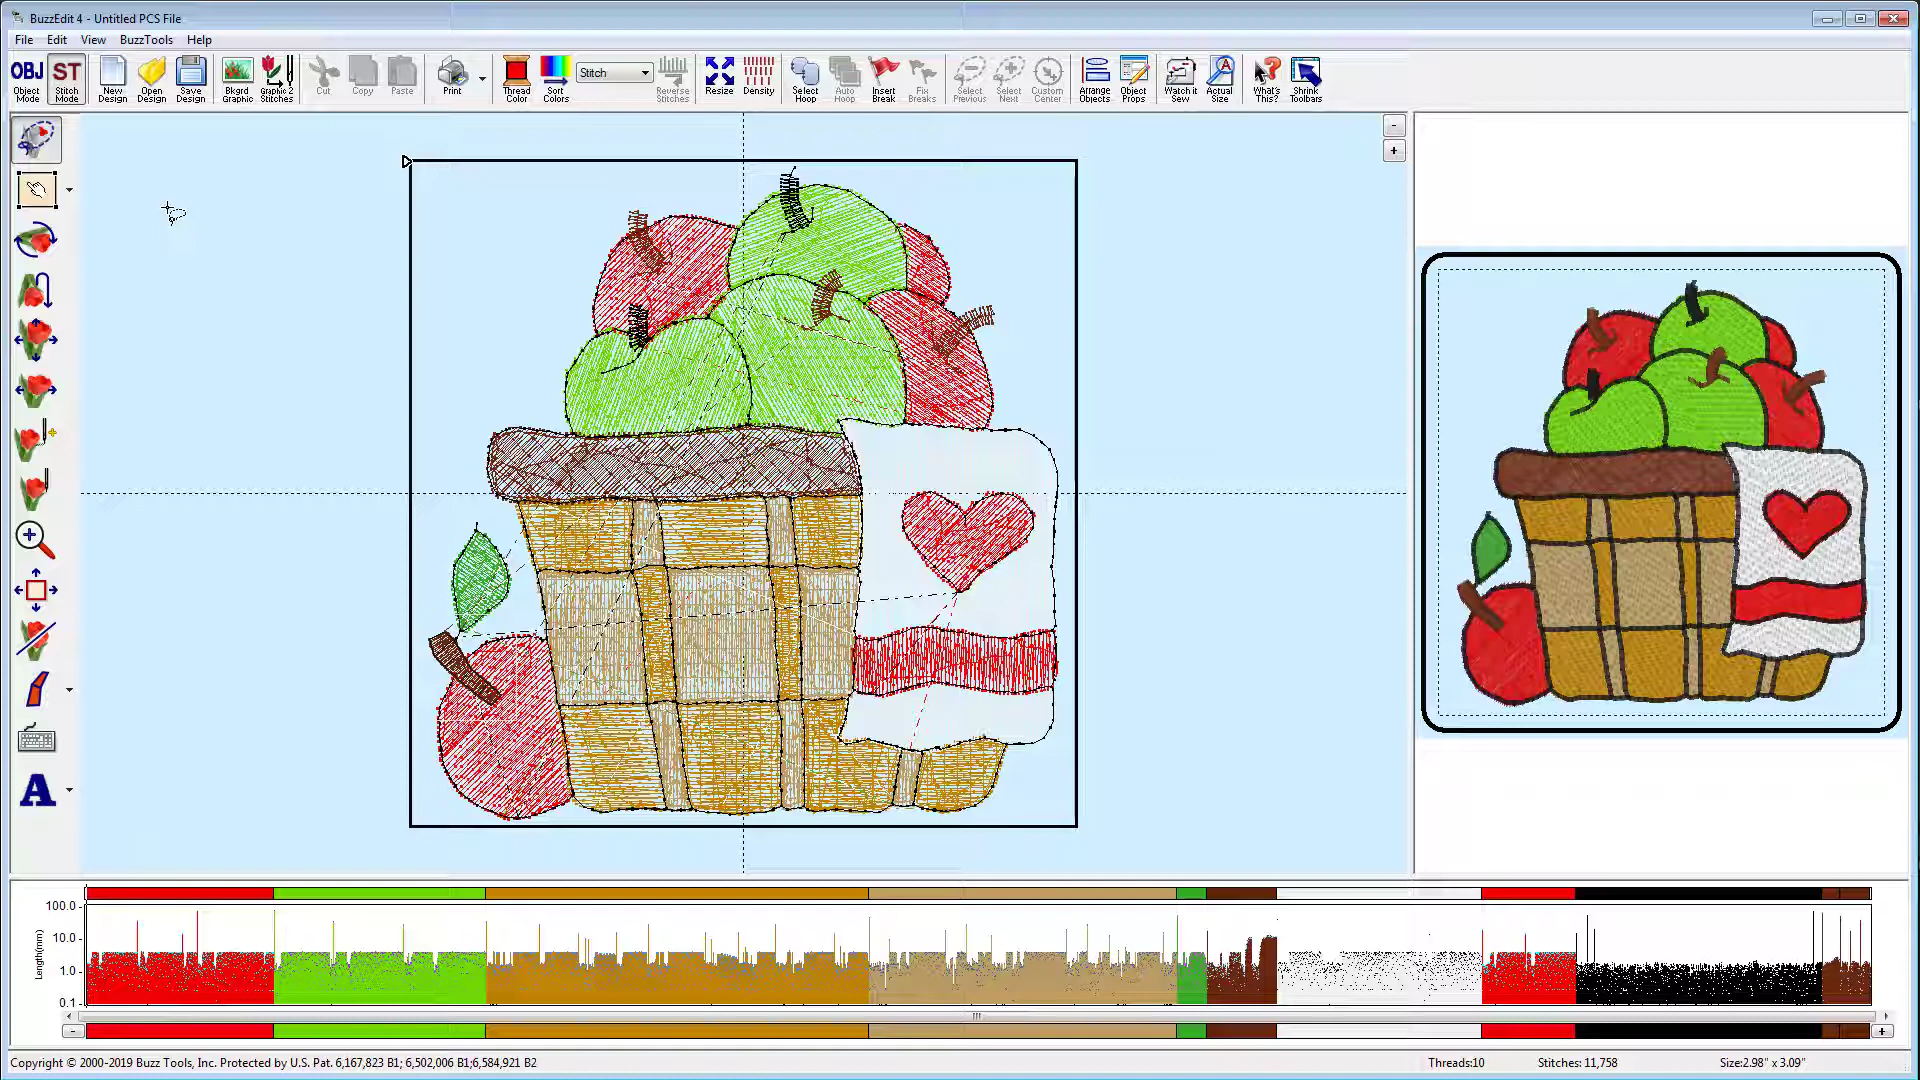 BuzzEdit 4 - Untitled PCS File
File Edit View BuzzTools Help
OBJ Object Mode
ST Stitch Mode
New Design
Open Design
Save Design
Bkgrd Graphic
Graphic 2 Stitches
Cut
Copy
Paste
Print
Thread Color
Sort Colors
Stitch
Reverse Stitches
Resize
Density
Select Hoop
Auto Hoop
Insert Break
Fix Breaks
Select Previous
Select Next
Custom Center
Arrange Objects
Object Props
Watch it Sew
Actual Size
What's This?
Shrink Toolbars
-
+
A
100.0
10.0
1.0
0.1
Length(mm)
-
+
Copyright © 2000-2019 Buzz Tools, Inc. Protected by U.S. Pat. 6,167,823 B1; 6,502,006 B1;6,584,921 B2
Threads:10 Stitches: 11,758 Size:2.98" x 3.09"